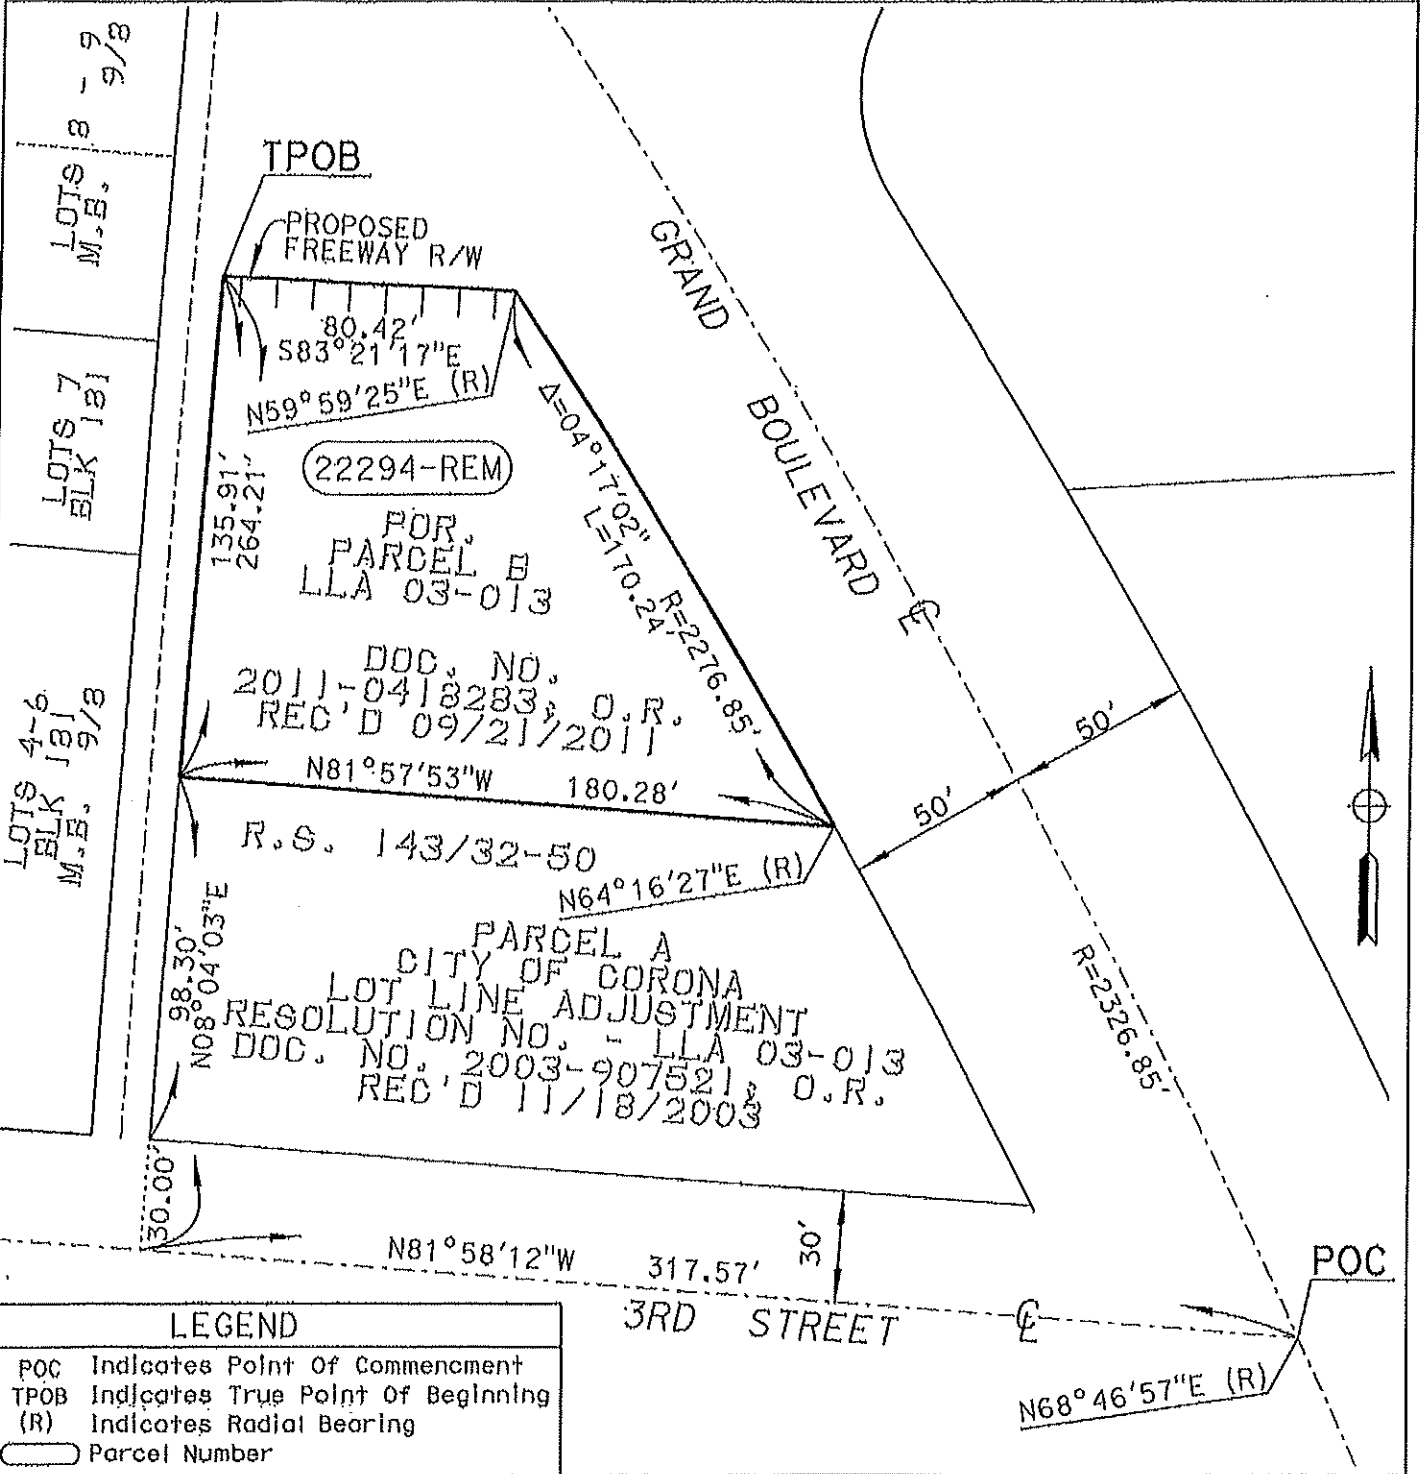 LOTS 8 - 9
M.B. 9/8
LOTS 7
BLK 181
LOTS 4-6
BLK 181
M.B. 9/8
TPOB
PROPOSED
FREEWAY R/W
80.42'
S83°21'17"E
N59°59'25"E (R)
22294-REM
135.91'
264.21'
POR.
PARCEL B
LLA 03-013
DOC. NO.
2011-0418283, O.R.
REC'D 09/21/2011
Δ=04°17'02"
L=170.24'
R=2276.85'
GRAND
BOULEVARD
℄
50'
50'
R=2326.85'
N81°57'53"W 180.28'
R.S. 143/32-50
N64°16'27"E (R)
98.30'
N08°04'03"E
PARCEL A
CITY OF CORONA
LOT LINE ADJUSTMENT
RESOLUTION NO. - LLA 03-013
DOC. NO. 2003-907521, O.R.
REC'D 11/18/2003
30.00'
N81°58'12"W 317.57'
30'
3RD STREET
℄
POC
N68°46'57"E (R)
LEGEND
POC Indicates Point Of Commencment
TPOB Indicates True Point Of Beginning
(R) Indicates Radial Bearing
Parcel Number